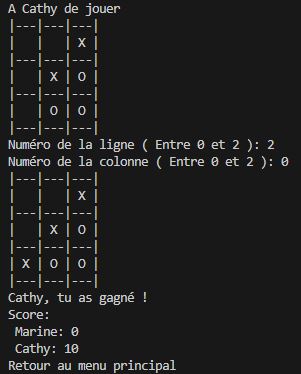 A Cathy de jouer
|---|---|---|
|   |   | X |
|---|---|---|
|   | X | O |
|---|---|---|
|   | O | O |
|---|---|---|
Numéro de la ligne ( Entre 0 et 2 ): 2
Numéro de la colonne ( Entre 0 et 2 ): 0
|---|---|---|
|   |   | X |
|---|---|---|
|   | X | O |
|---|---|---|
| X | O | O |
|---|---|---|
Cathy, tu as gagné !
Score:
 Marine: 0
 Cathy: 10
Retour au menu principal